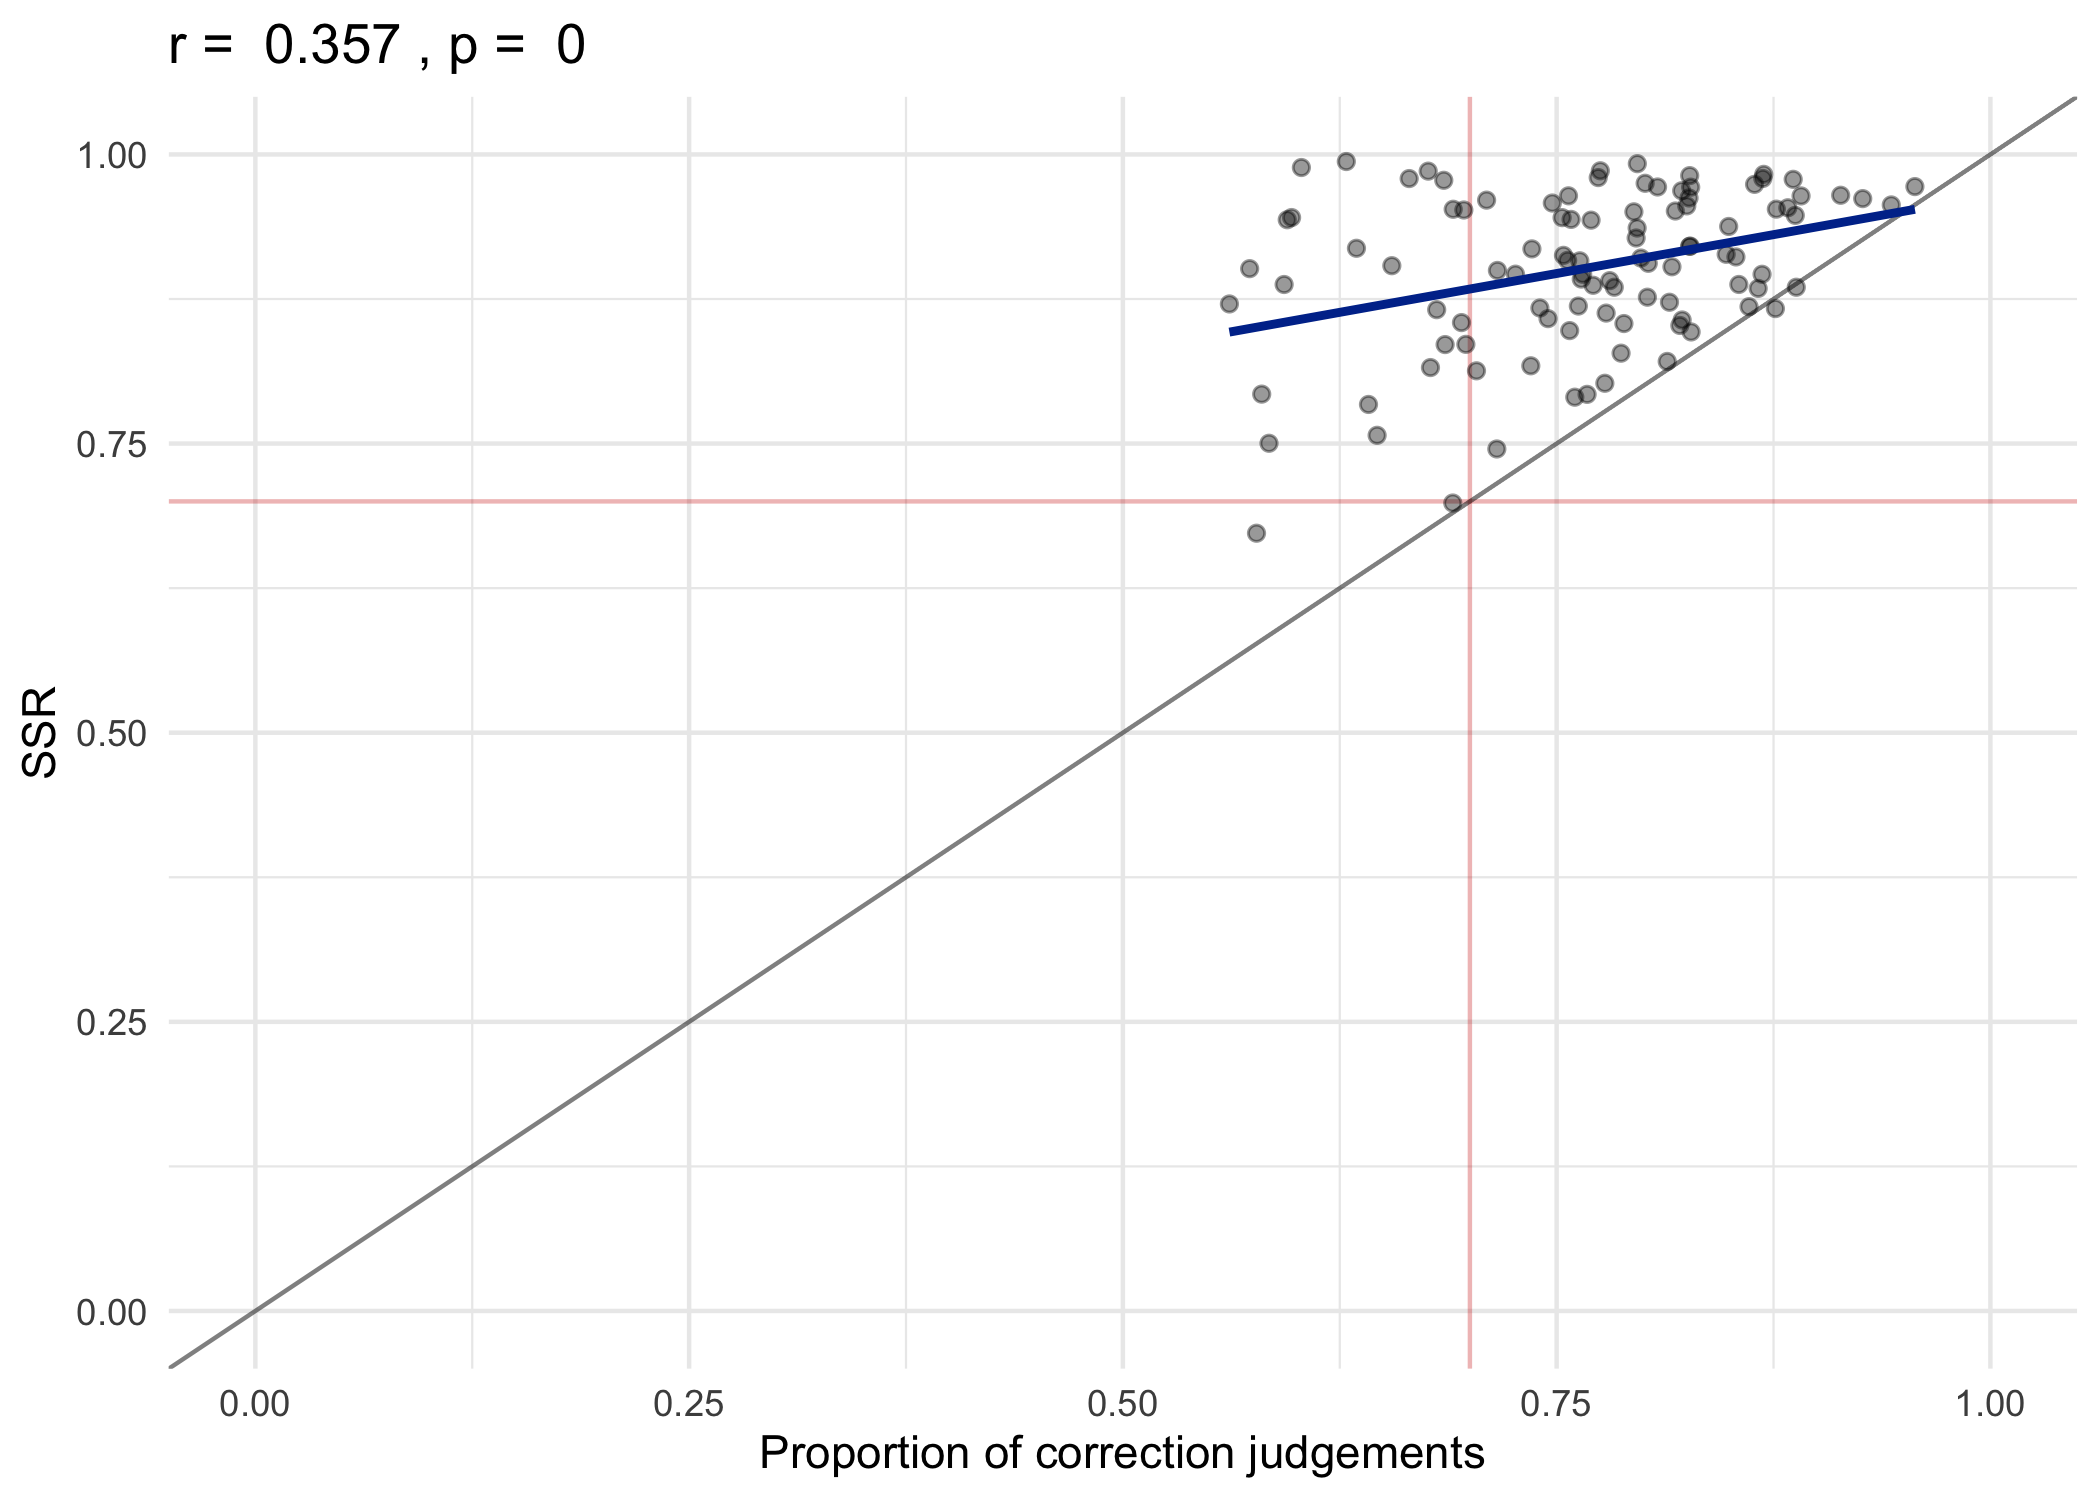 r =  0.357 , p =  0
1.00
0.75
0.50
0.25
0.00
SSR
0.00 0.25 0.50 0.75 1.00
Proportion of correction judgements